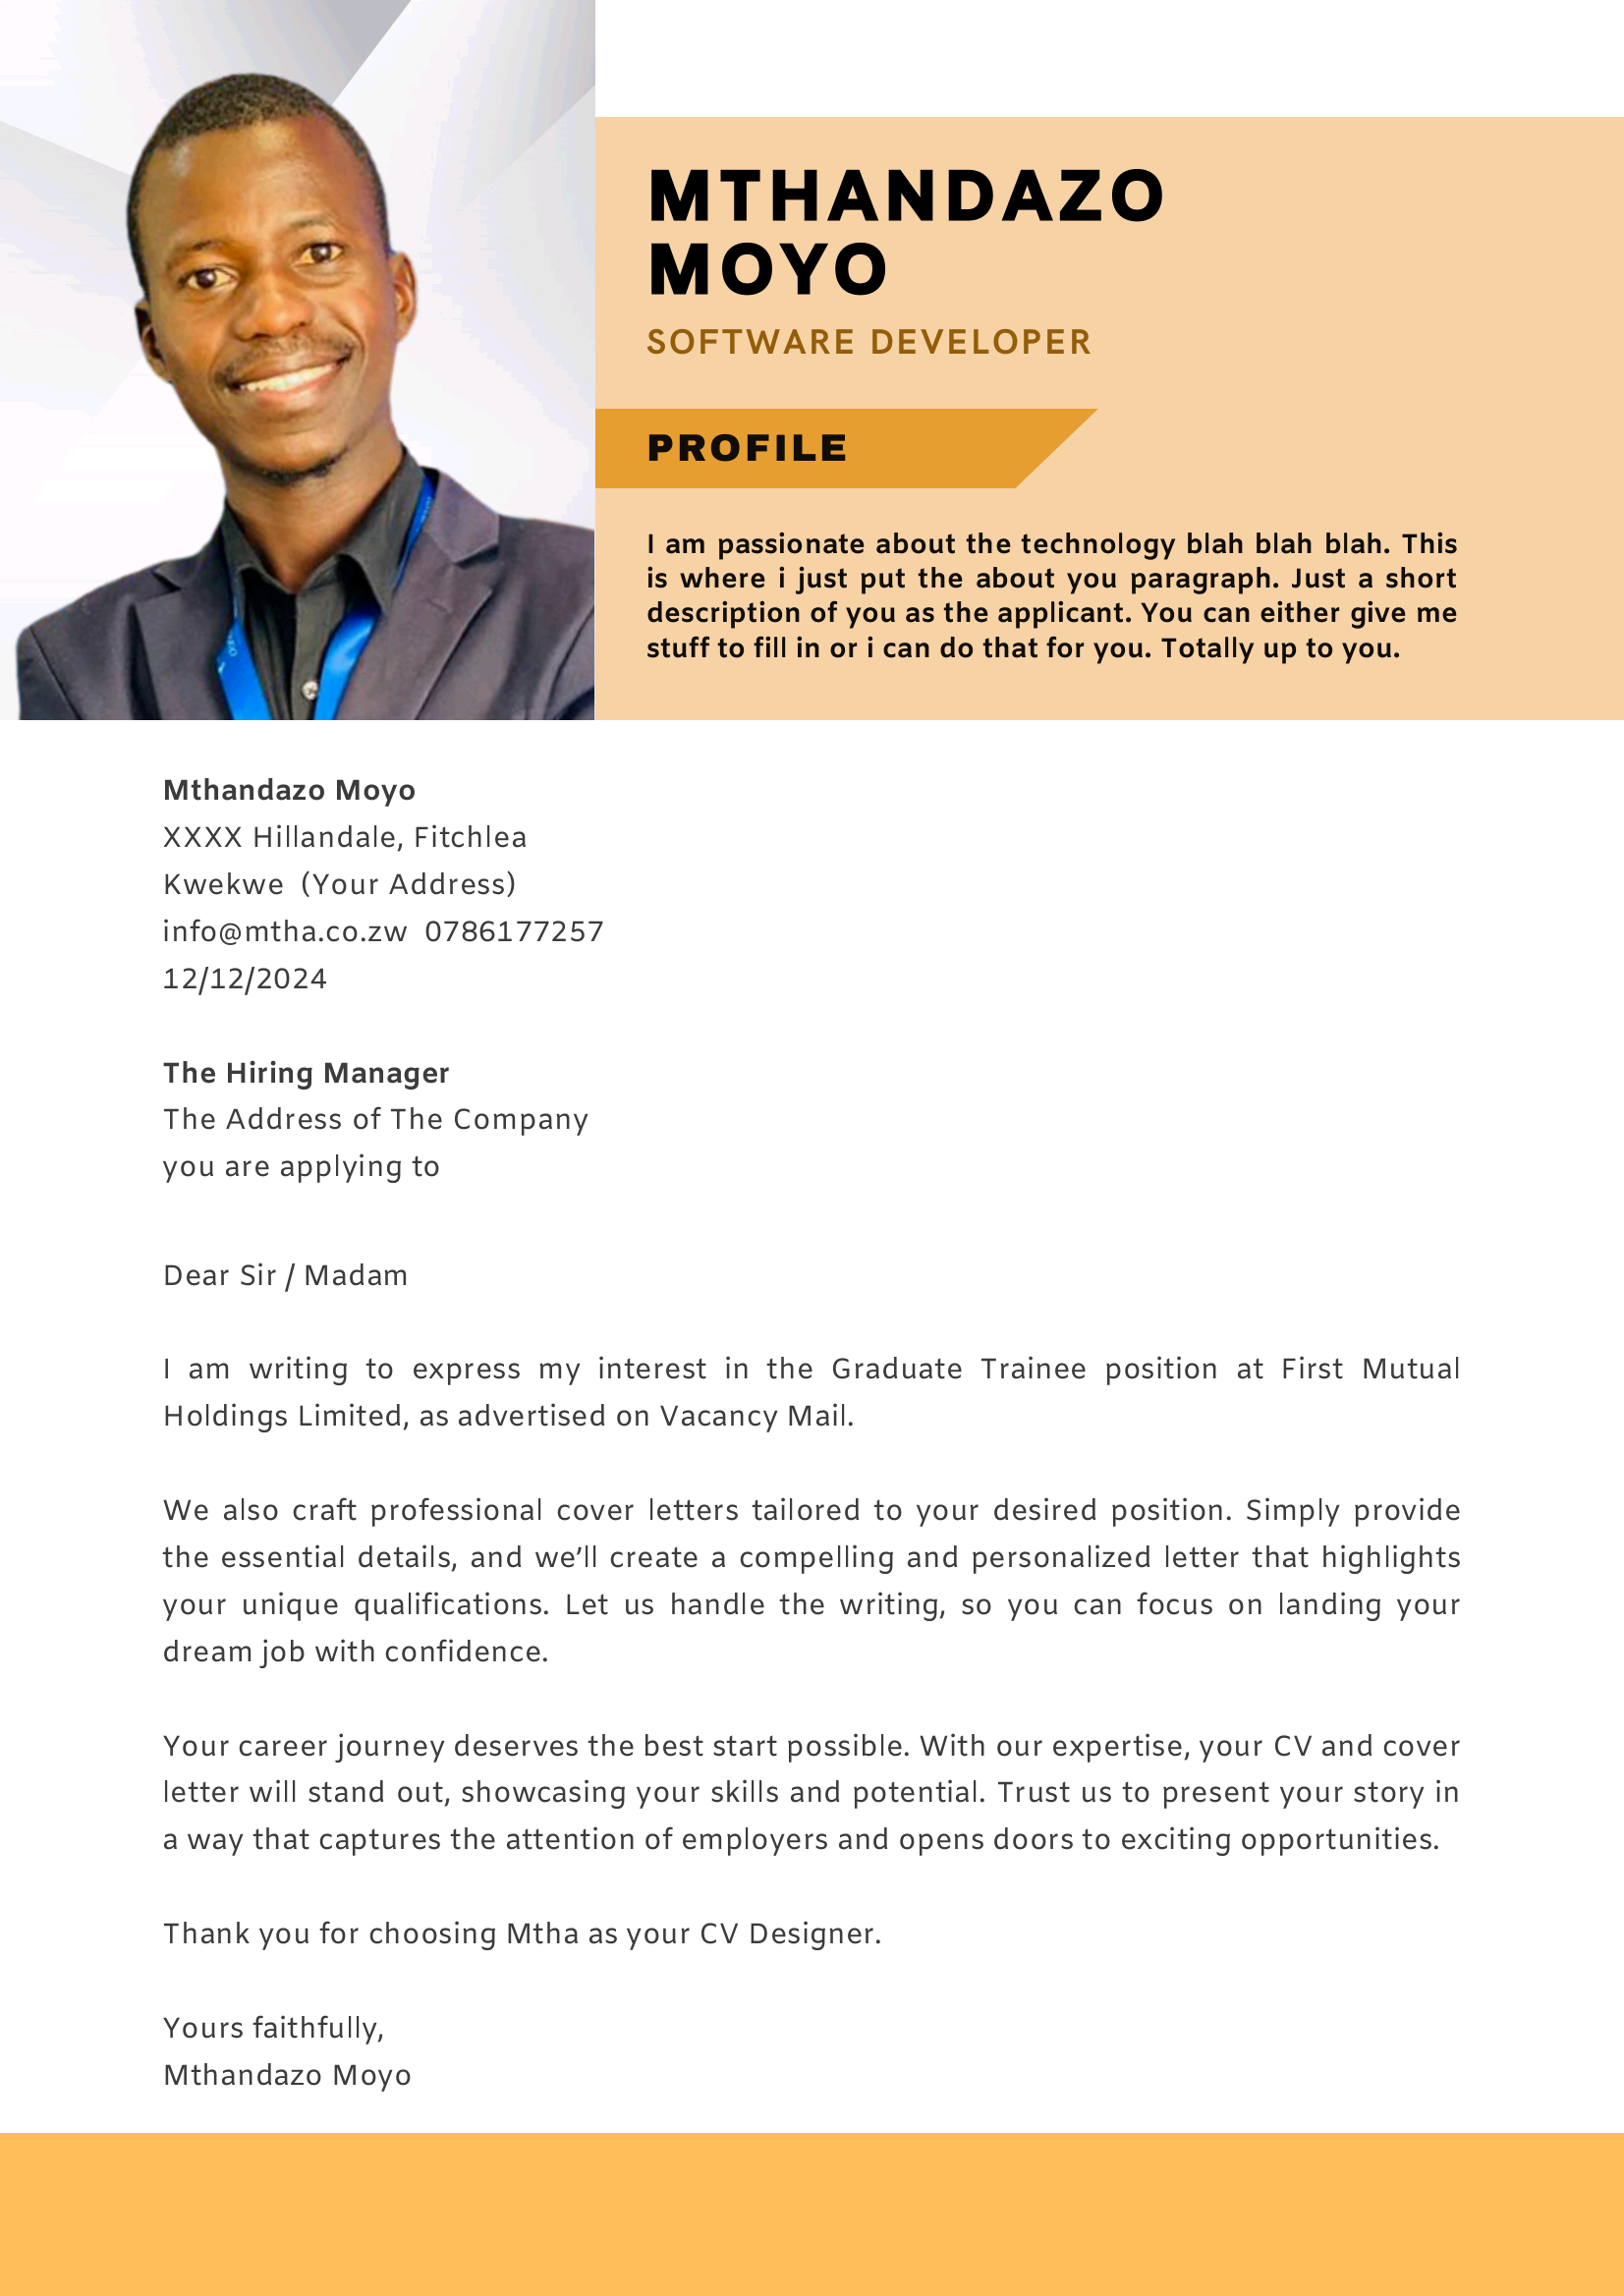 MTHANDAZO
MOYO
SOFTWARE DEVELOPER
PROFILE
I am passionate about the technology blah blah blah. This
is where i just put the about you paragraph. Just a short
description of you as the applicant. You can either give me
stuff to fill in or i can do that for you. Totally up to you.
Mthandazo Moyo
XXXX Hillandale, Fitchlea
Kwekwe (Your Address)
info@mtha.co.zw 0786177257
12/12/2024
The Hiring Manager
The Address of The Company
you are applying to
Dear Sir / Madam
I am writing to express my interest in the Graduate Trainee position at First Mutual
Holdings Limited, as advertised on Vacancy Mail.
We also craft professional cover letters tailored to your desired position. Simply provide
the essential details, and we’ll create a compelling and personalized letter that highlights
your unique qualifications. Let us handle the writing, so you can focus on landing your
dream job with confidence.
Your career journey deserves the best start possible. With our expertise, your CV and cover
letter will stand out, showcasing your skills and potential. Trust us to present your story in
a way that captures the attention of employers and opens doors to exciting opportunities.
Thank you for choosing Mtha as your CV Designer.
Yours faithfully,
Mthandazo Moyo